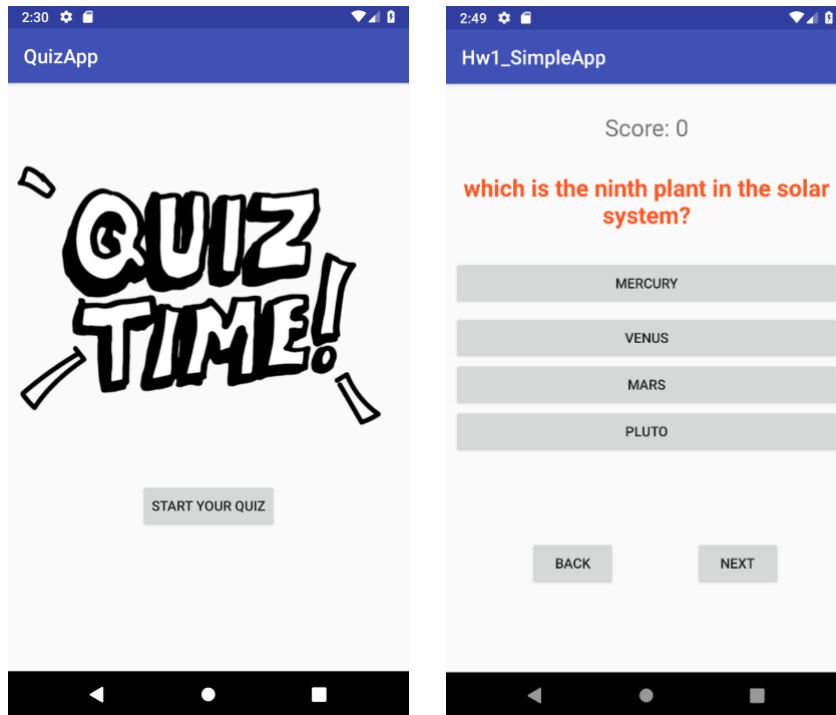 2:30
QuizApp
QUIZ
TIME!
START YOUR QUIZ
2:49
Hw1_SimpleApp
Score: 0
which is the ninth plant in the solar
system?
MERCURY
VENUS
MARS
PLUTO
BACK
NEXT